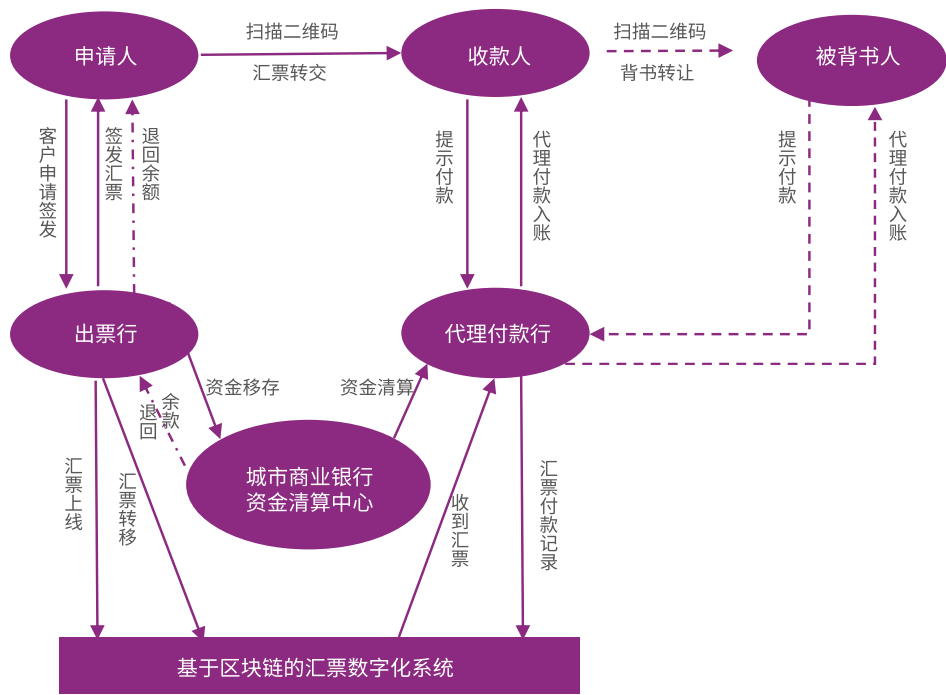 申请人
扫描二维码
汇票转交
收款人
扫描二维码
背书转让
被背书人
客户申请签发
签发汇票
退回余额
提示付款
代理付款入账
提示付款
代理付款入账
出票行
代理付款行
资金移存
资金清算
退回
余款
城市商业银行
资金清算中心
汇票上线
汇票转移
收到汇票
汇票付款记录
基于区块链的汇票数字化系统